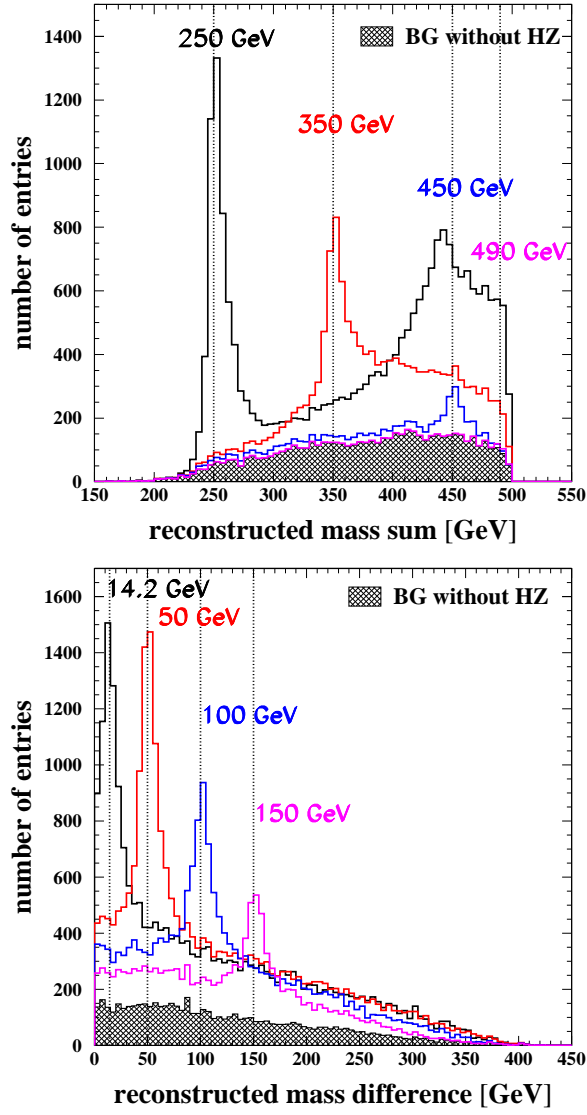 1400
1200
1000
800
600
400
200
0
number of entries
250 GeV
BG without HZ
350 GeV
450 GeV
490 GeV
150 200 250 300 350 400 450 500 550
reconstructed mass sum [GeV]
1600
1400
1200
1000
800
600
400
200
0
number of entries
14.2 GeV
BG without HZ
50 GeV
100 GeV
150 GeV
0 50 100 150 200 250 300 350 400 450
reconstructed mass difference [GeV]